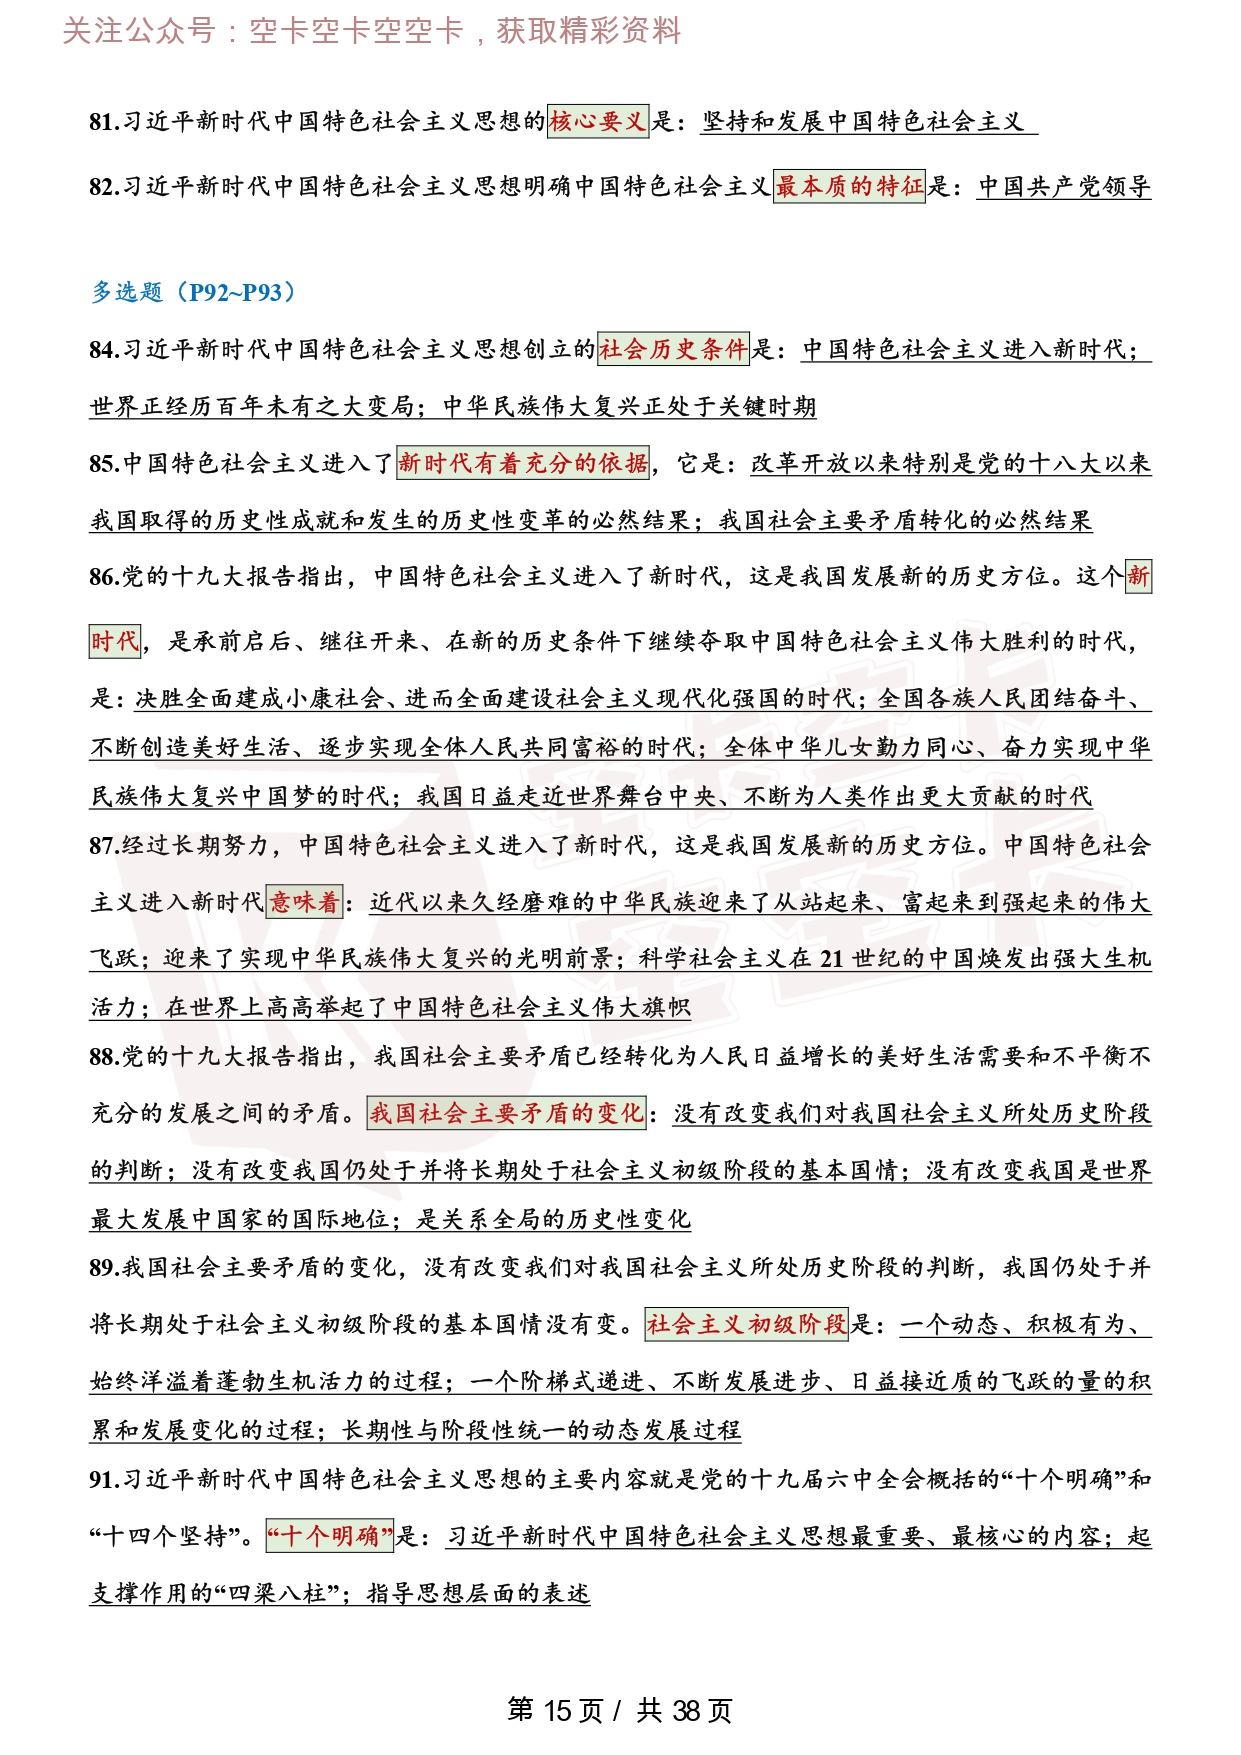 关注公众号：空卡空卡空空卡，获取精彩资料
81.习近平新时代中国特色社会主义思想的核心要义是：坚持和发展中国特色社会主义
82.习近平新时代中国特色社会主义思想明确中国特色社会主义最本质的特征是：中国共产党领导
多选题（P92~P93）
84.习近平新时代中国特色社会主义思想创立的社会历史条件是：中国特色社会主义进入新时代；
世界正经历百年未有之大变局；中华民族伟大复兴正处于关键时期
85.中国特色社会主义进入了新时代有着充分的依据，它是：改革开放以来特别是党的十八大以来
我国取得的历史性成就和发生的历史性变革的必然结果；我国社会主要矛盾转化的必然结果
86.党的十九大报告指出，中国特色社会主义进入了新时代，这是我国发展新的历史方位。这个新
时代，是承前启后、继往开来、在新的历史条件下继续夺取中国特色社会主义伟大胜利的时代，
是：决胜全面建成小康社会、进而全面建设社会主义现代化强国的时代；全国各族人民团结奋斗、
不断创造美好生活、逐步实现全体人民共同富裕的时代；全体中华儿女勤力同心、奋力实现中华
民族伟大复兴中国梦的时代；我国日益走近世界舞台中央、不断为人类作出更大贡献的时代
87.经过长期努力，中国特色社会主义进入了新时代，这是我国发展新的历史方位。中国特色社会
主义进入新时代意味着：近代以来久经磨难的中华民族迎来了从站起来、富起来到强起来的伟大
飞跃；迎来了实现中华民族伟大复兴的光明前景；科学社会主义在 21 世纪的中国焕发出强大生机
活力；在世界上高高举起了中国特色社会主义伟大旗帜
88.党的十九大报告指出，我国社会主要矛盾已经转化为人民日益增长的美好生活需要和不平衡不
充分的发展之间的矛盾。我国社会主要矛盾的变化：没有改变我们对我国社会主义所处历史阶段
的判断；没有改变我国仍处于并将长期处于社会主义初级阶段的基本国情；没有改变我国是世界
最大发展中国家的国际地位；是关系全局的历史性变化
89.我国社会主要矛盾的变化，没有改变我们对我国社会主义所处历史阶段的判断，我国仍处于并
将长期处于社会主义初级阶段的基本国情没有变。社会主义初级阶段是：一个动态、积极有为、
始终洋溢着蓬勃生机活力的过程；一个阶梯式递进、不断发展进步、日益接近质的飞跃的量的积
累和发展变化的过程；长期性与阶段性统一的动态发展过程
91.习近平新时代中国特色社会主义思想的主要内容就是党的十九届六中全会概括的“十个明确”和
“十四个坚持”。“十个明确”是：习近平新时代中国特色社会主义思想最重要、最核心的内容；起
支撑作用的“四梁八柱”；指导思想层面的表述
空卡空卡
空空卡
第 15 页 / 共 38 页